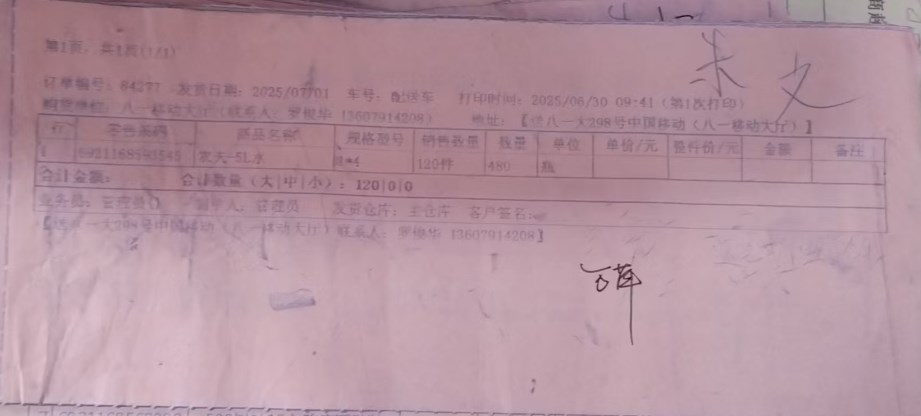 第1页，共1页(1/1)
朱文
订单编号：84277 发货日期：2025/07/01 车号：配送车 打印时间：2025/06/30 09:41（第1次打印）
购货单位：八一移动大厅（联系人：罗俊华 13607914208） 地址：【送八一大298号中国移动（八一移动大厅）】
行 零售条码 商品名称 规格型号 销售数量 数量 单位 单价/元 整件价/元 金额 备注
1 农夫-5L水 1*4 120件 480 瓶
合计金额： 合计数量（大|中|小）：120|0|0
业务员：管理员 制单人：管理员 发货仓库：主仓库 客户签名：
【送八一大298号中国移动（八一移动大厅）联系人：罗俊华 13607914208】